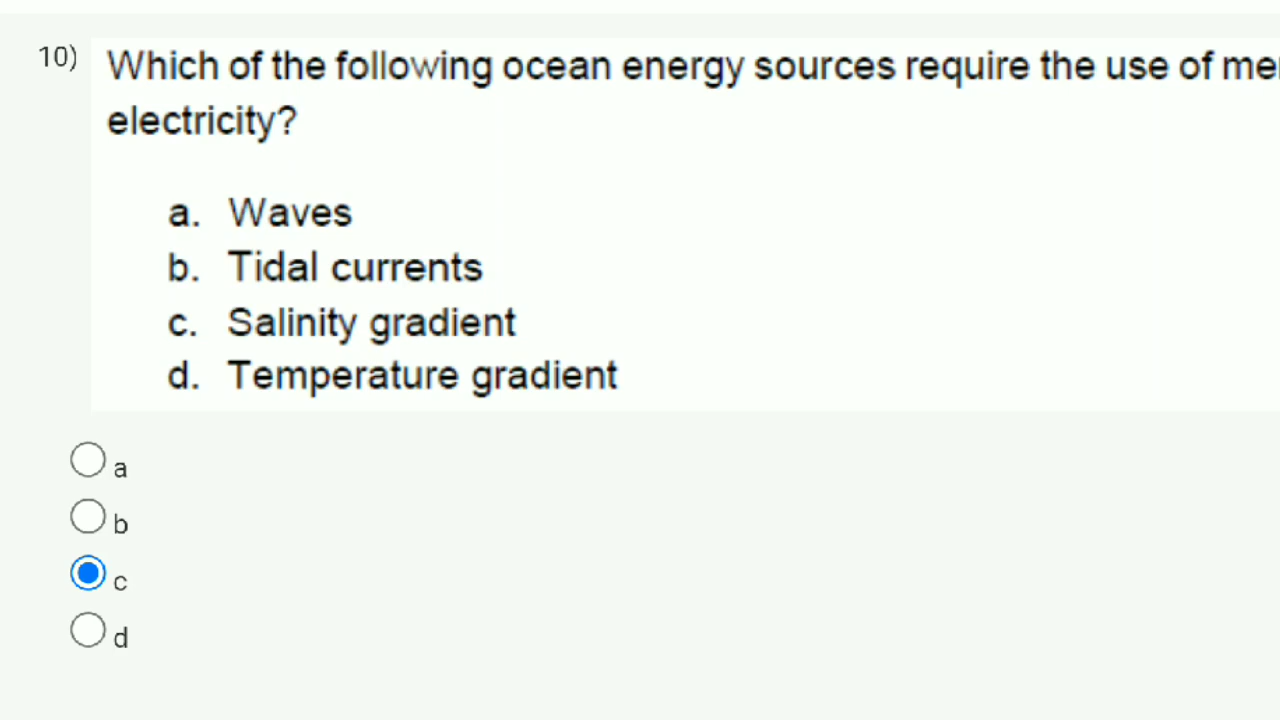 10) Which of the following ocean energy sources require the use of
electricity?
a. Waves
b. Tidal currents
c. Salinity gradient
d. Temperature gradient
a
b
c
d